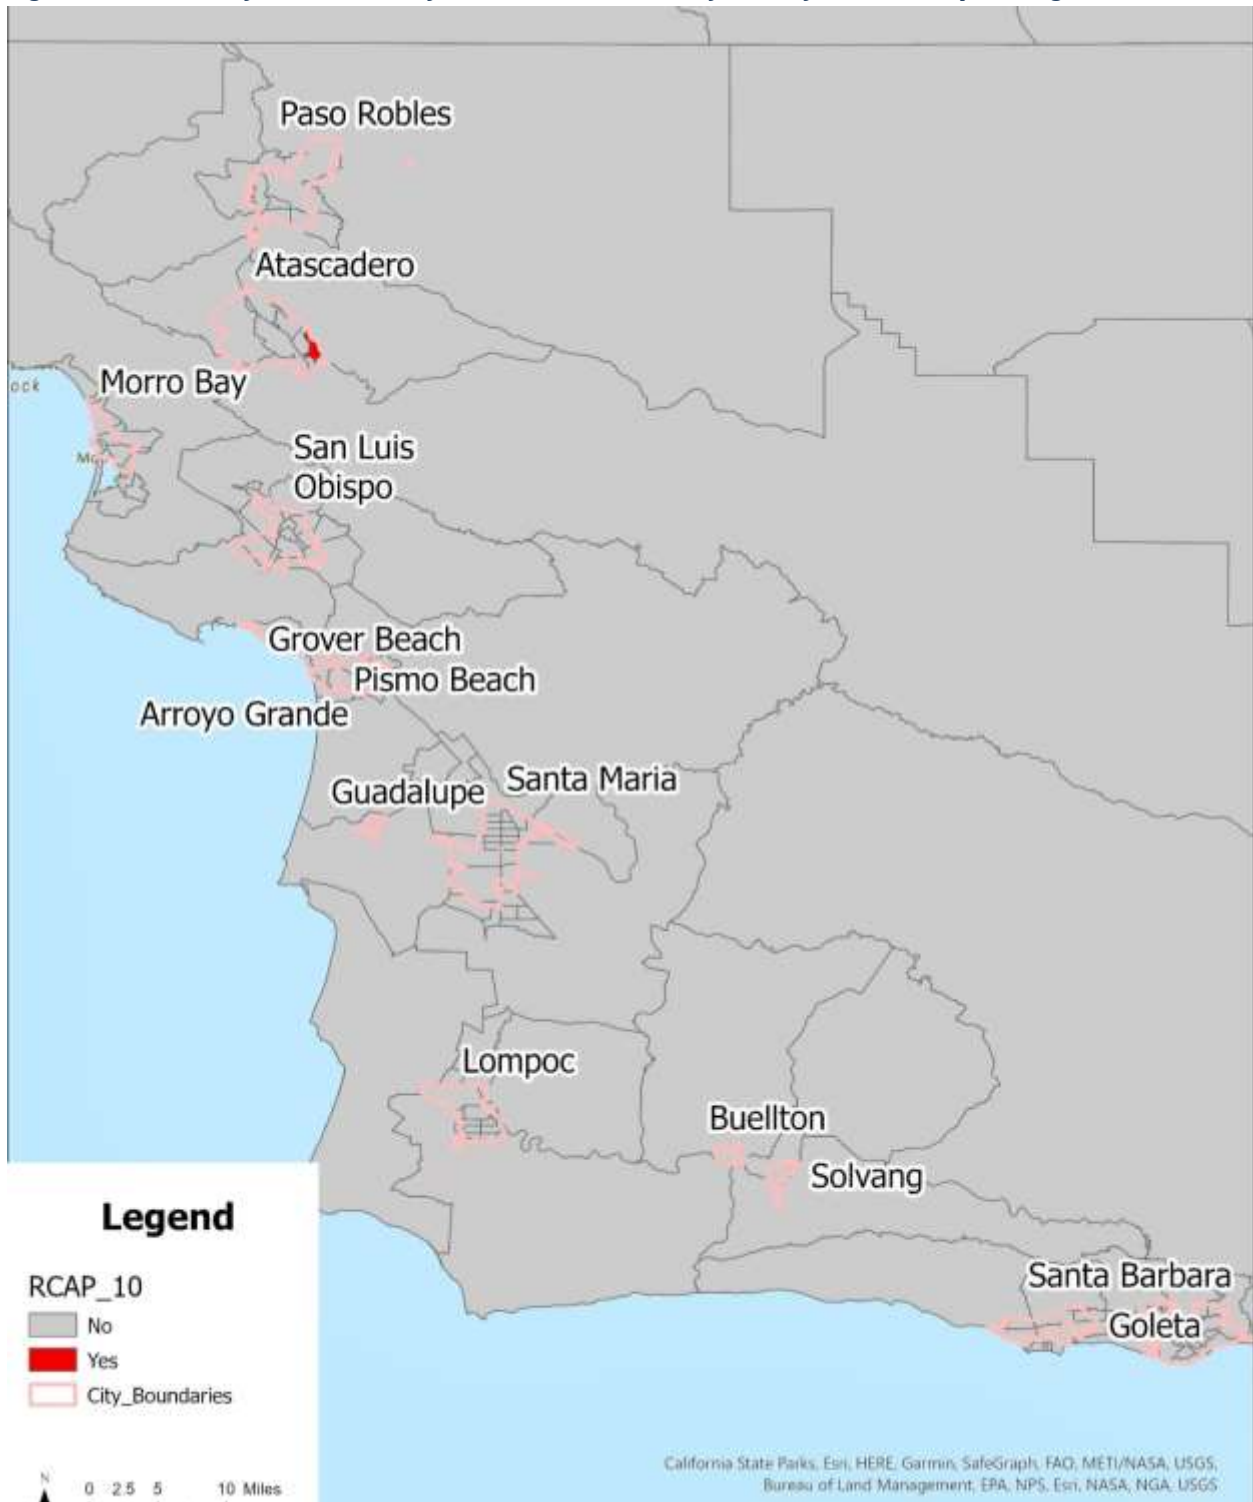 Paso Robles
Atascadero
ock
Morro Bay
San Luis
Obispo
Grover Beach
Pismo Beach
Arroyo Grande
Guadalupe
Santa Maria
Lompoc
Buellton
Solvang
Santa Barbara
Goleta
Legend
RCAP_10
No
Yes
City_Boundaries
N
0 2.5 5 10 Miles
California State Parks, Esri, HERE, Garmin, SafeGraph, FAO, METI/NASA, USGS,
Bureau of Land Management, EPA, NPS, Esri, NASA, NGA, USGS